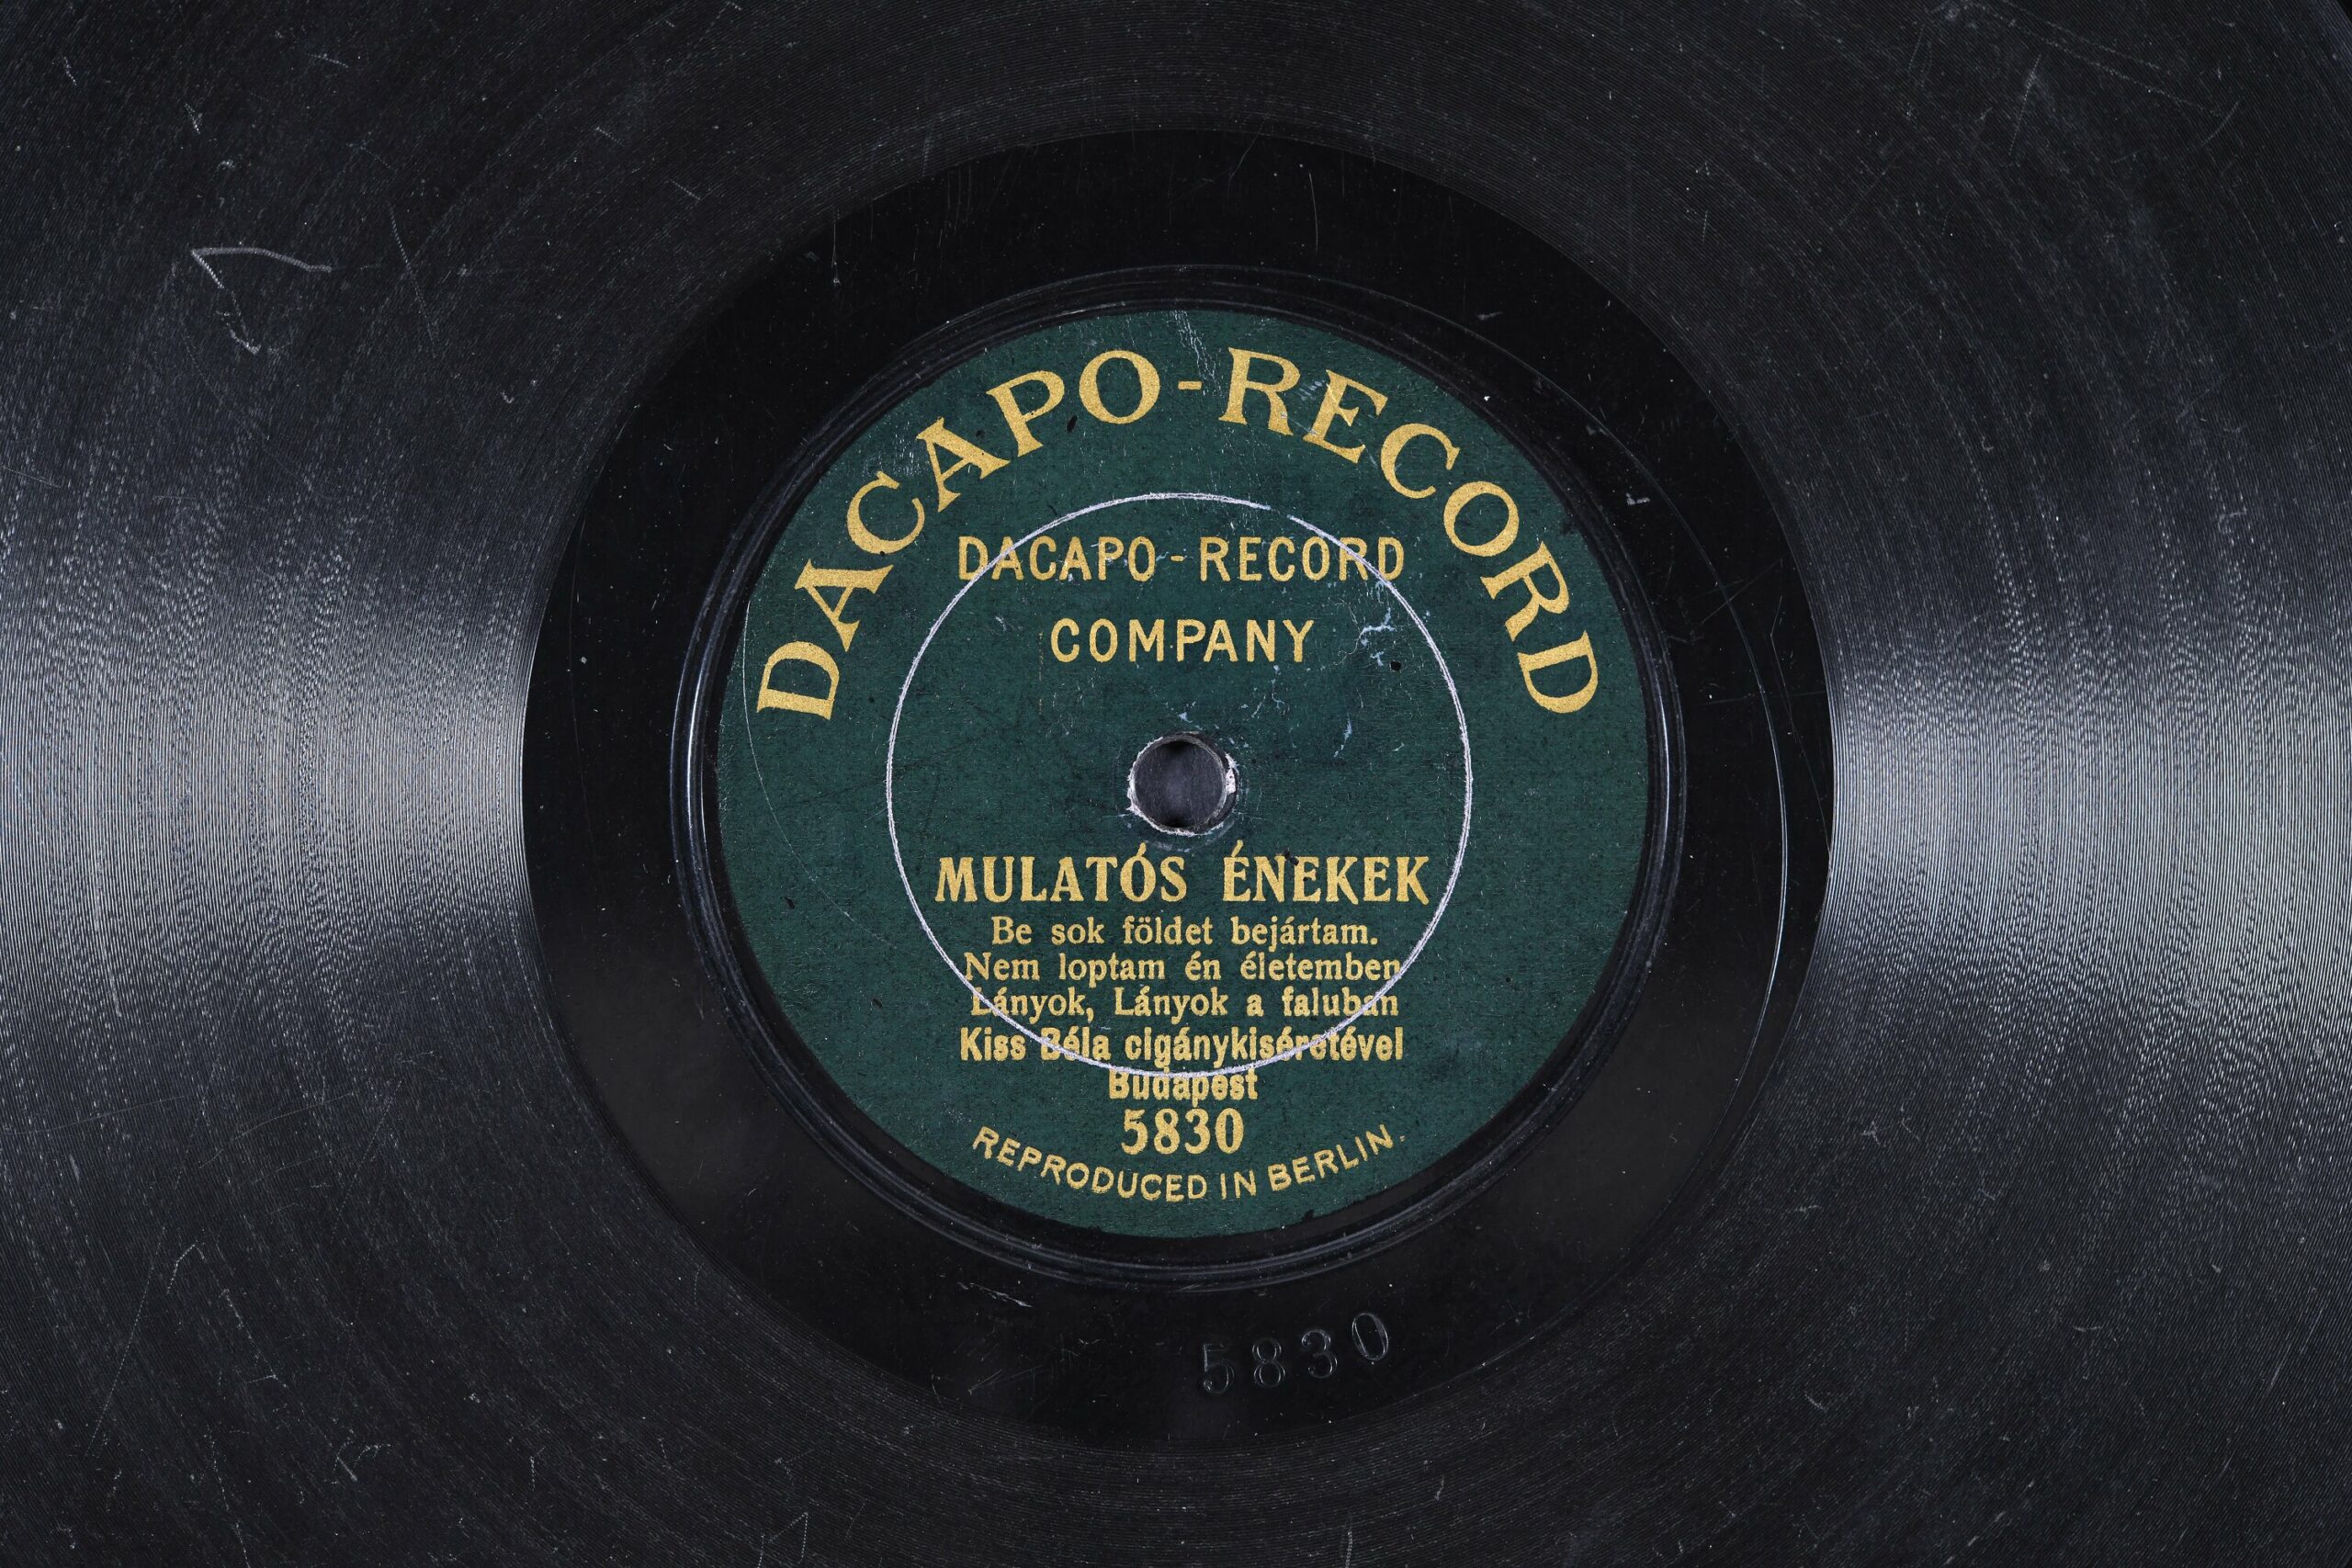 DACAPO-RECORD
DACAPO-RECORD
COMPANY
MULATÓS ÉNEKEK
Be sok földet bejártam.
Nem loptam én életemben
Lányok, Lányok a faluban
Kiss Béla cigánykiséretével
Budapest
5830
REPRODUCED IN BERLIN.
5830